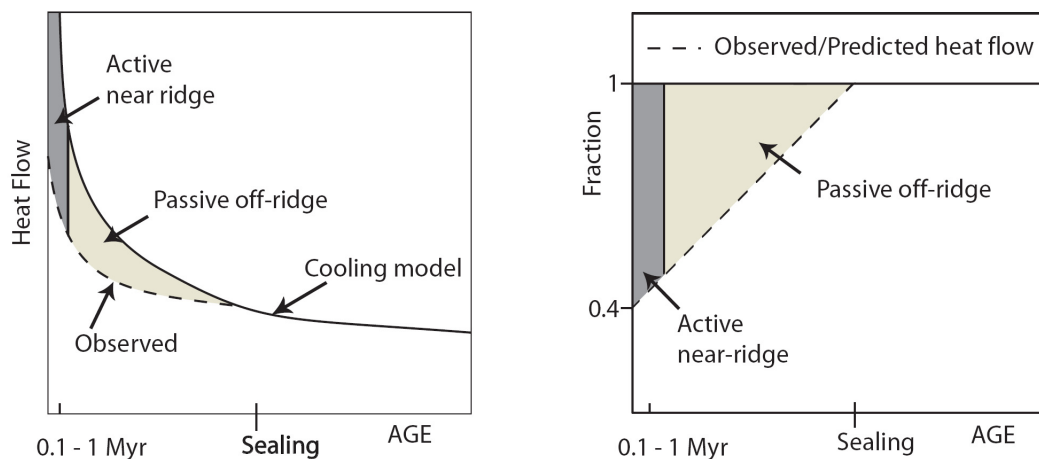 Heat Flow
Active
near ridge
Passive off-ridge
Cooling model
Observed
0.1 - 1 Myr
Sealing
AGE
Observed/Predicted heat flow
1
Fraction
Passive off-ridge
0.4
Active
near-ridge
0.1 - 1 Myr
Sealing
AGE